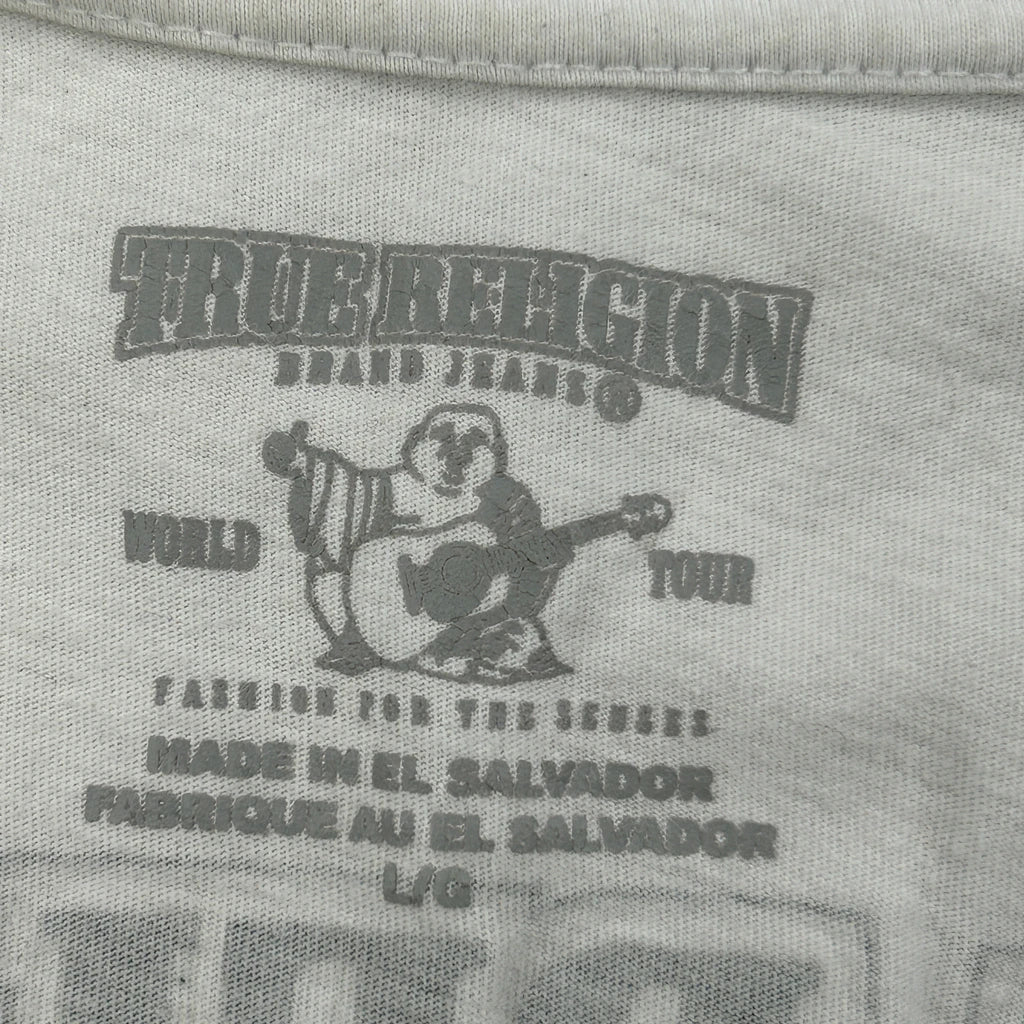 TRUE RELIGION
BRAND JEANS®
WORLD TOUR
FASHION FOR THE SENSES
MADE IN EL SALVADOR
FABRIQUE AU EL SALVADOR
L/G